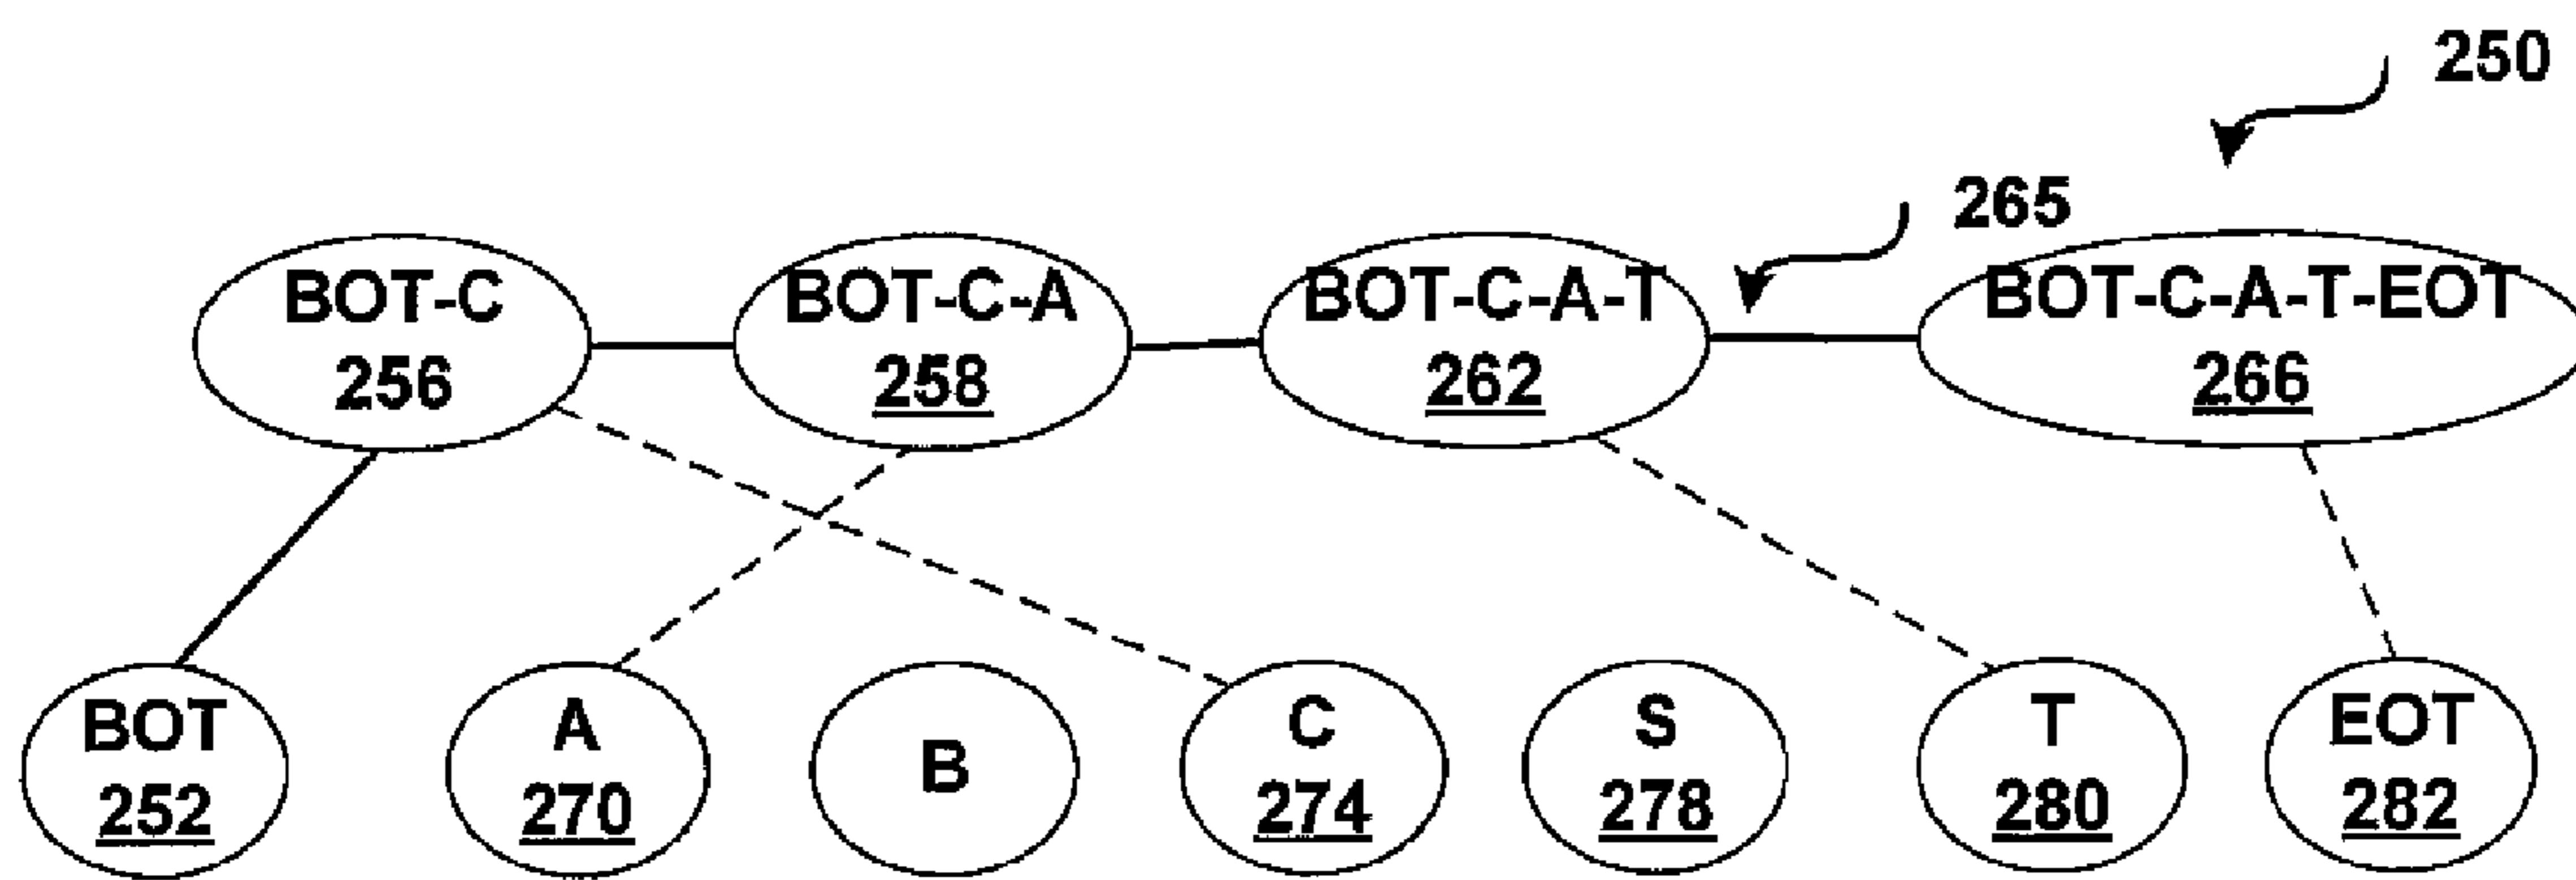 250
265
BOT-C
256
BOT-C-A
258
BOT-C-A-T
262
BOT-C-A-T-EOT
266
BOT
252
A
270
B
C
274
S
278
T
280
EOT
282